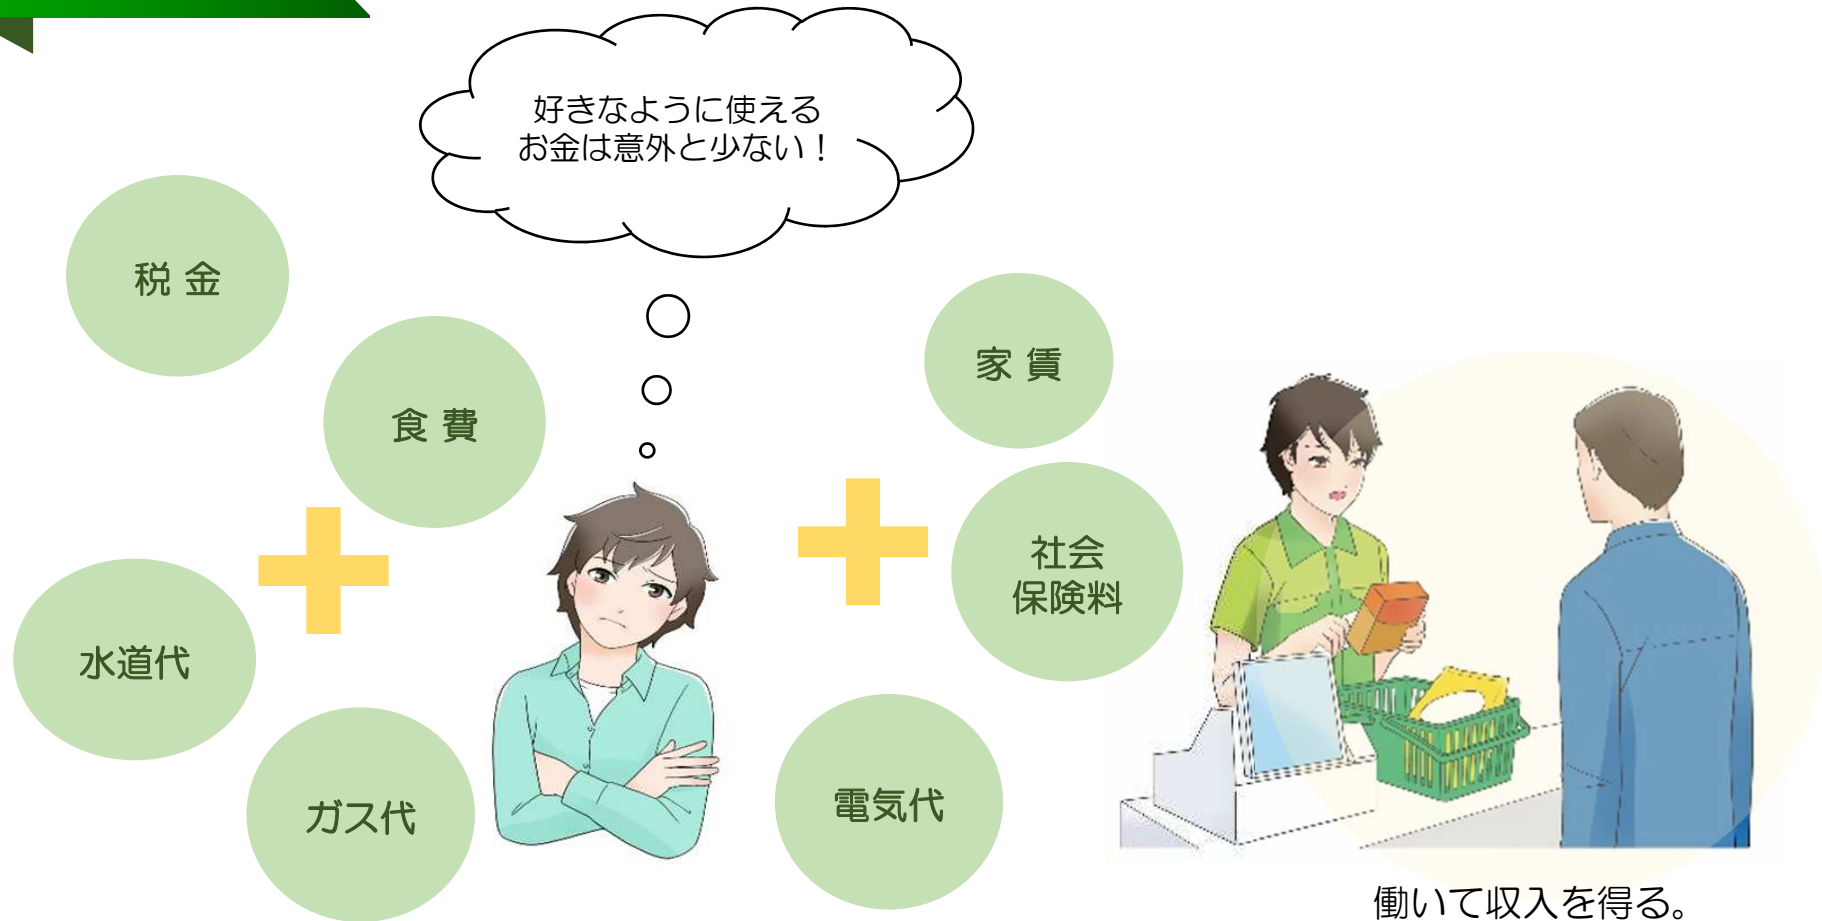 好きなように使える
お金は意外と少ない！
税 金
食 費
家 賃
社会
保険料
水道代
ガス代
電気代
働いて収入を得る。